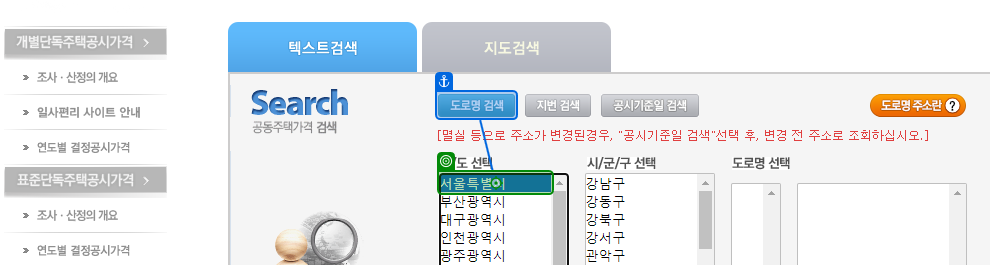 개별단독주택공시가격
조사 · 산정의 개요
일사편리 사이트 안내
연도별 결정공시가격
표준단독주택공시가격
조사 · 산정의 개요
연도별 결정공시가격
텍스트검색
지도검색
Search
공동주택가격 검색
도로명 검색
지번 검색
공시기준일 검색
도로명 주소란 ?
[멸실 등으로 주소가 변경된경우, "공시기준일 검색"선택 후, 변경 전 주소로 조회하십시오.]
/도 선택
서울특별시
부산광역시
대구광역시
인천광역시
광주광역시
시/군/구 선택
강남구
강동구
강북구
강서구
관악구
도로명 선택